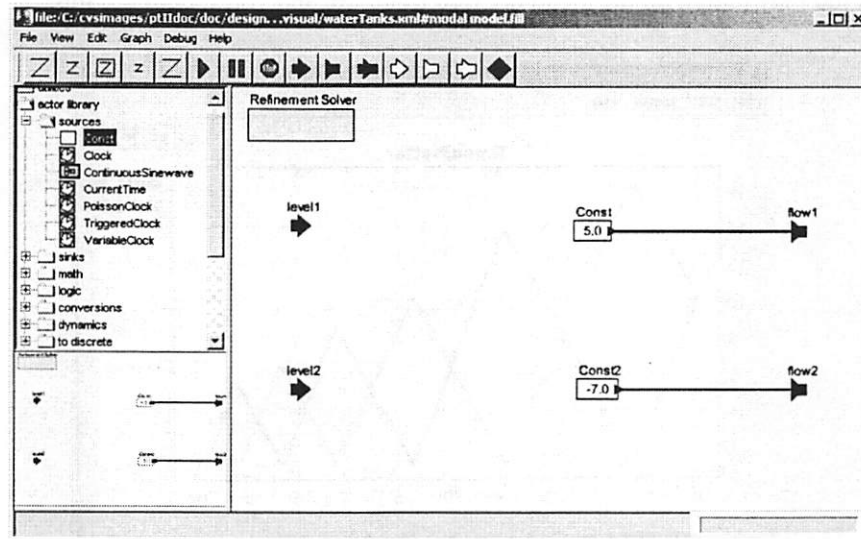 file:/C:/cvsimages/ptIIdoc/doc/design...visual/waterTanks.xml#modal model.fill
File View Edit Graph Debug Help
Z Z Z Z Z
actor library
sources
Const
Clock
ContinuousSinewave
CurrentTime
PoissonClock
TriggeredClock
VariableClock
sinks
math
logic
conversions
dynamics
to discrete
Refinement Solver
level1
Const
5.0
flow1
level2
Const2
-7.0
flow2